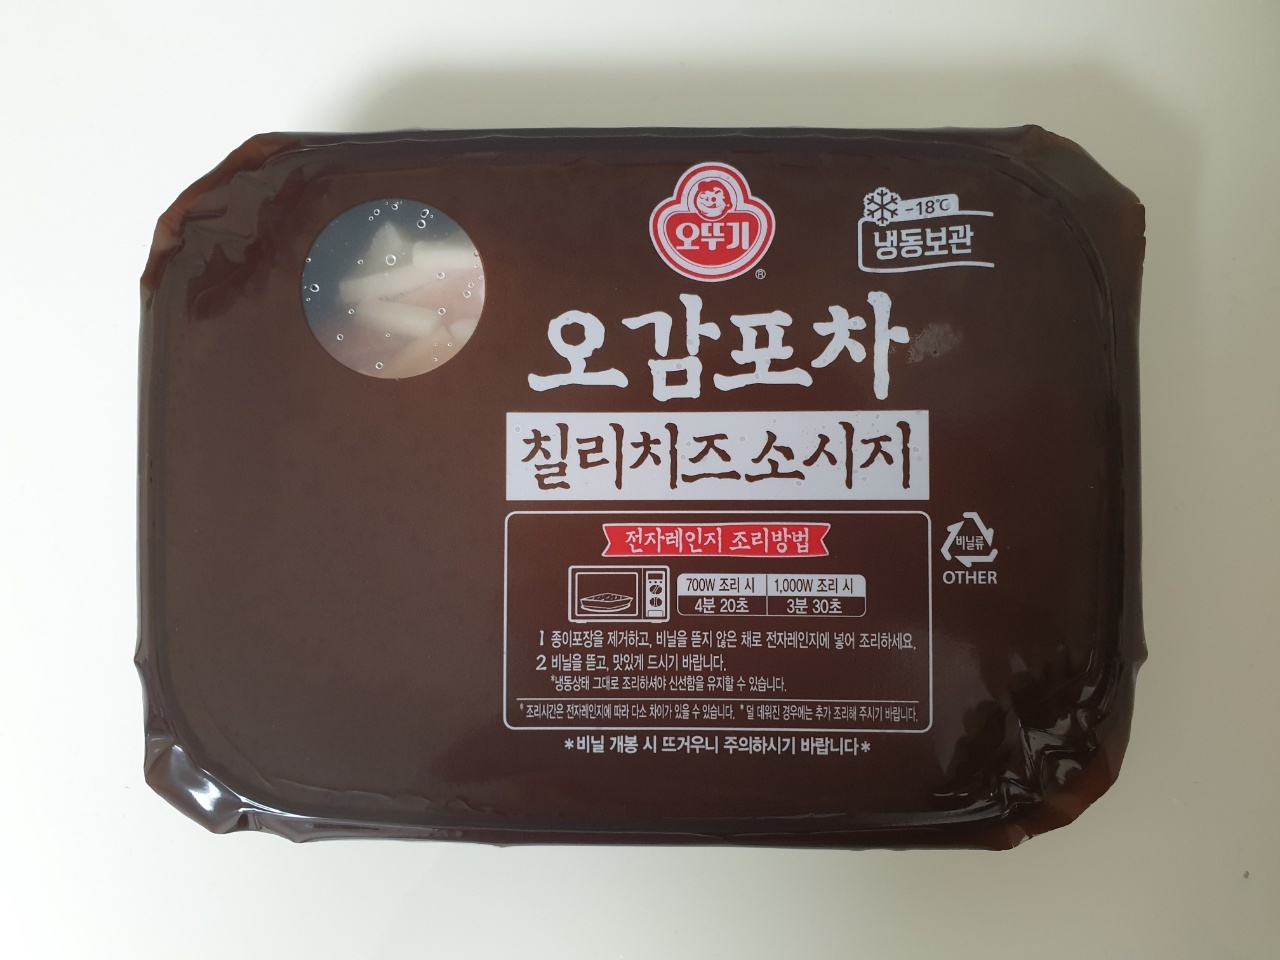 오뚜기
®
-18℃
냉동보관
오감포차
칠리치즈소시지
전자레인지 조리방법
700W 조리 시 1,000W 조리 시
4분 20초 3분 30초
1 종이포장을 제거하고, 비닐을 뜯지 않은 채로 전자레인지에 넣어 조리하세요.
2 비닐을 뜯고, 맛있게 드시기 바랍니다.
*냉동상태 그대로 조리하셔야 신선함을 유지할 수 있습니다.
* 조리시간은 전자레인지에 따라 다소 차이가 있을 수 있습니다. * 덜 데워진 경우에는 추가 조리해 주시기 바랍니다.
*비닐 개봉 시 뜨거우니 주의하시기 바랍니다*
비닐류
OTHER